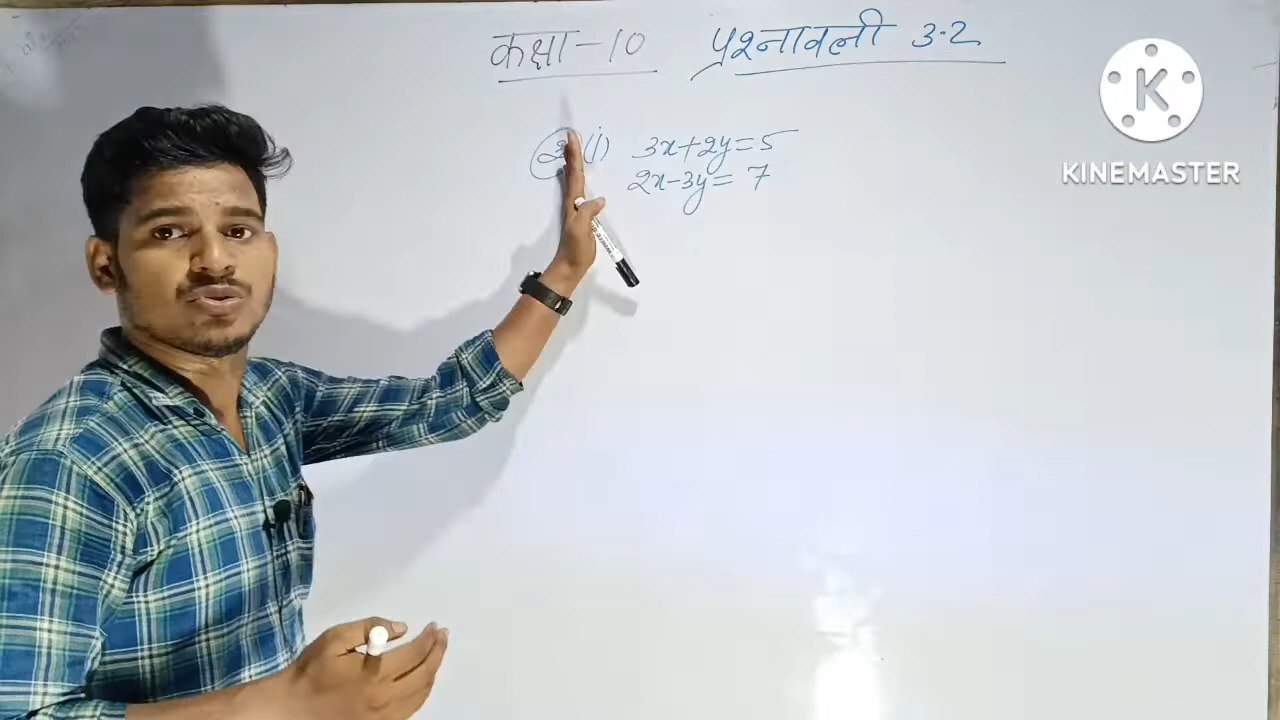 कक्षा-10 प्रश्नावली 3.2
(i) 3x+2y=5
2x-3y=7
K
KINEMASTER